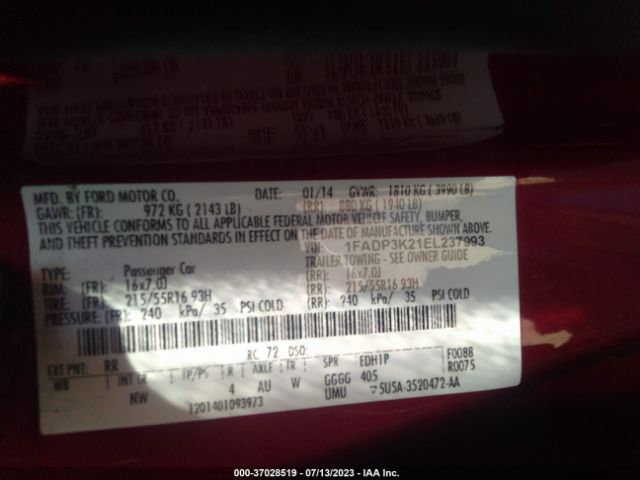 MFD. BY FORD MOTOR CO. DATE: 01/14 GVWR: 1810 KG ( 3990 LB)
GAWR: (FR): 972 KG ( 2143 LB) (RR): 880 KG ( 1940 LB)
THIS VEHICLE CONFORMS TO ALL APPLICABLE FEDERAL MOTOR VEHICLE SAFETY, BUMPER,
AND THEFT PREVENTION STANDARDS IN EFFECT ON THE DATE OF MANUFACTURE SHOWN ABOVE.
VIN: 1FADP3K21EL237993
TYPE: Passenger Car TRAILER TOWING - SEE OWNER GUIDE
RIM: (FR): 16x7.0J (RR): 16x7.0J
TIRE: (FR): 215/55R16 93H (RR): 215/55R16 93H
PRESSURE: (FR): 240 kPa/ 35 PSI COLD (RR): 240 kPa/ 35 PSI COLD
EXT PNT: RR RC 72 DSO:
WB INT TR TP/PS R AXLE TR SPR EDH1P F0088
NW 4 AU W GGGG 405 R0075
1201401093973 UMU 5U5A-3520472-AA
000-37028519 - 07/13/2023 - IAA Inc.